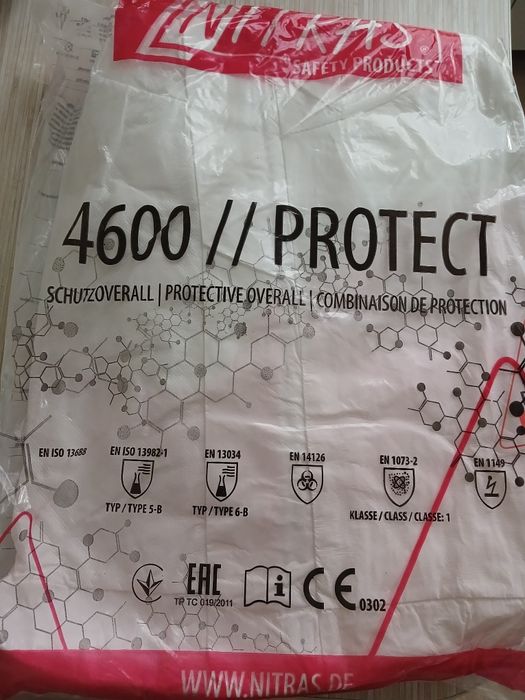 NITRAS®
SAFETY PRODUCTS
4600 // PROTECT
SCHUTZOVERALL | PROTECTIVE OVERALL | COMBINAISON DE PROTECTION
EN ISO 13688
EN ISO 13982-1
EN 13034
EN 14126
EN 1073-2
EN 1149
TYP / TYPE 5-B
TYP / TYPE 6-B
KLASSE / CLASS / CLASSE: 1
EAC
i
CE 0302
TP TC 019/2011
WWW.NITRAS.DE